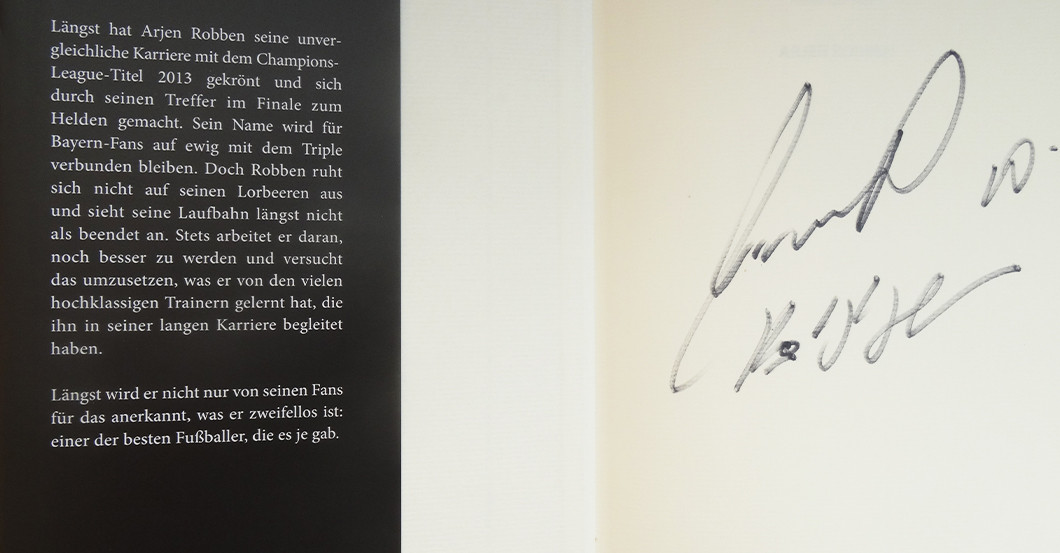 Längst hat Arjen Robben seine unver-
gleichliche Karriere mit dem Champions-
League-Titel 2013 gekrönt und sich
durch seinen Treffer im Finale zum
Helden gemacht. Sein Name wird für
Bayern-Fans auf ewig mit dem Triple
verbunden bleiben. Doch Robben ruht
sich nicht auf seinen Lorbeeren aus
und sieht seine Laufbahn längst nicht
als beendet an. Stets arbeitet er daran,
noch besser zu werden und versucht
das umzusetzen, was er von den vielen
hochklassigen Trainern gelernt hat, die
ihn in seiner langen Karriere begleitet
haben.
Längst wird er nicht nur von seinen Fans
für das anerkannt, was er zweifellos ist:
einer der besten Fußballer, die es je gab.
10